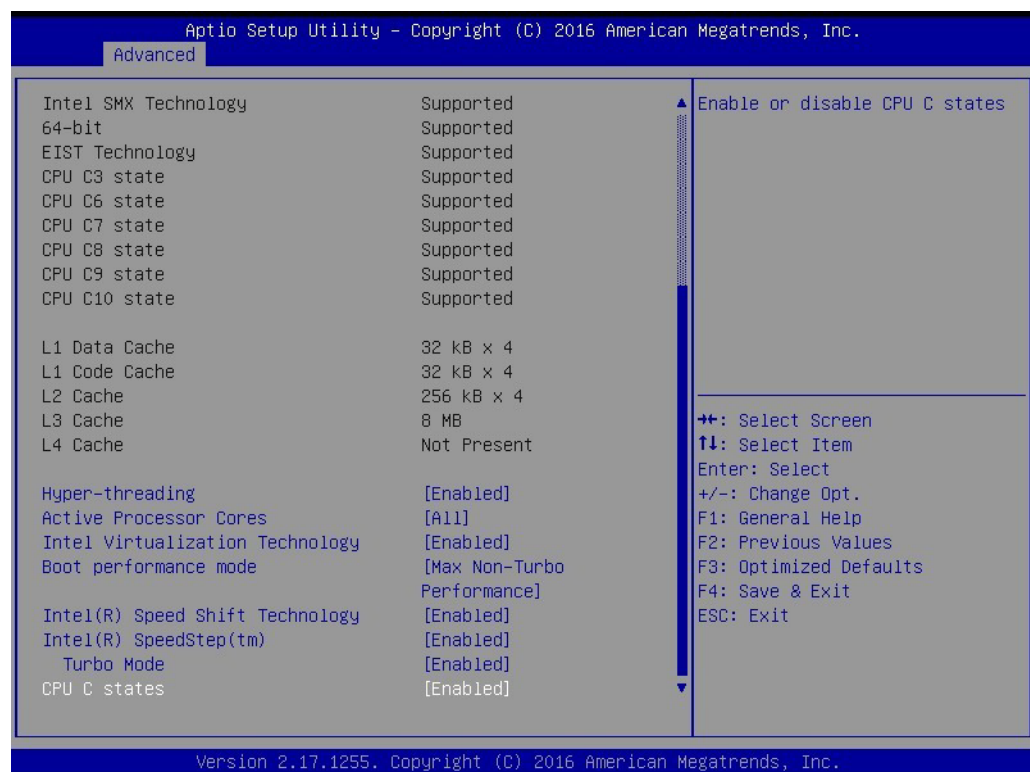 Aptio Setup Utility – Copyright (C) 2016 American Megatrends, Inc.
Advanced
Intel SMX Technology Supported
64-bit Supported
EIST Technology Supported
CPU C3 state Supported
CPU C6 state Supported
CPU C7 state Supported
CPU C8 state Supported
CPU C9 state Supported
CPU C10 state Supported
L1 Data Cache 32 kB x 4
L1 Code Cache 32 kB x 4
L2 Cache 256 kB x 4
L3 Cache 8 MB
L4 Cache Not Present
Hyper-threading [Enabled]
Active Processor Cores [All]
Intel Virtualization Technology [Enabled]
Boot performance mode [Max Non-Turbo
Performance]
Intel(R) Speed Shift Technology [Enabled]
Intel(R) SpeedStep(tm) [Enabled]
Turbo Mode [Enabled]
CPU C states [Enabled]
Enable or disable CPU C states
→←: Select Screen
↑↓: Select Item
Enter: Select
+/-: Change Opt.
F1: General Help
F2: Previous Values
F3: Optimized Defaults
F4: Save & Exit
ESC: Exit
Version 2.17.1255. Copyright (C) 2016 American Megatrends, Inc.